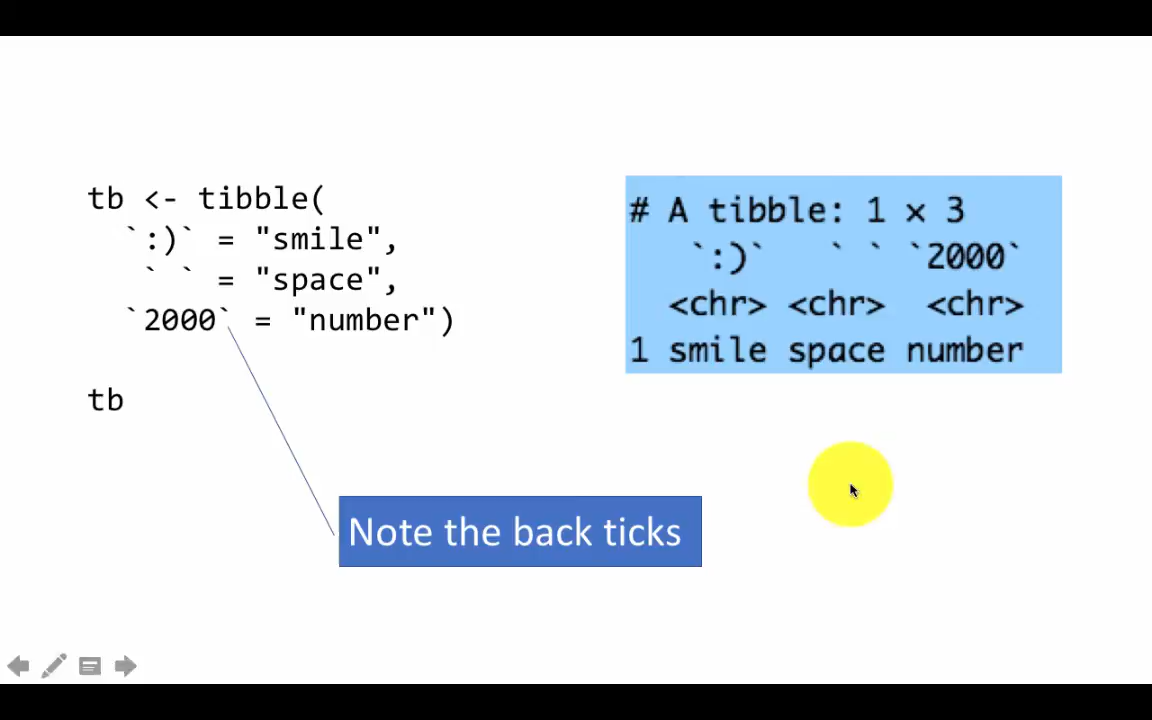 tb <- tibble(
  `:)` = "smile",
   ` ` = "space",
  `2000` = "number")
tb
# A tibble: 1 × 3
   `:)`   ` ` `2000`
  <chr> <chr>  <chr>
1 smile space number
Note the back ticks